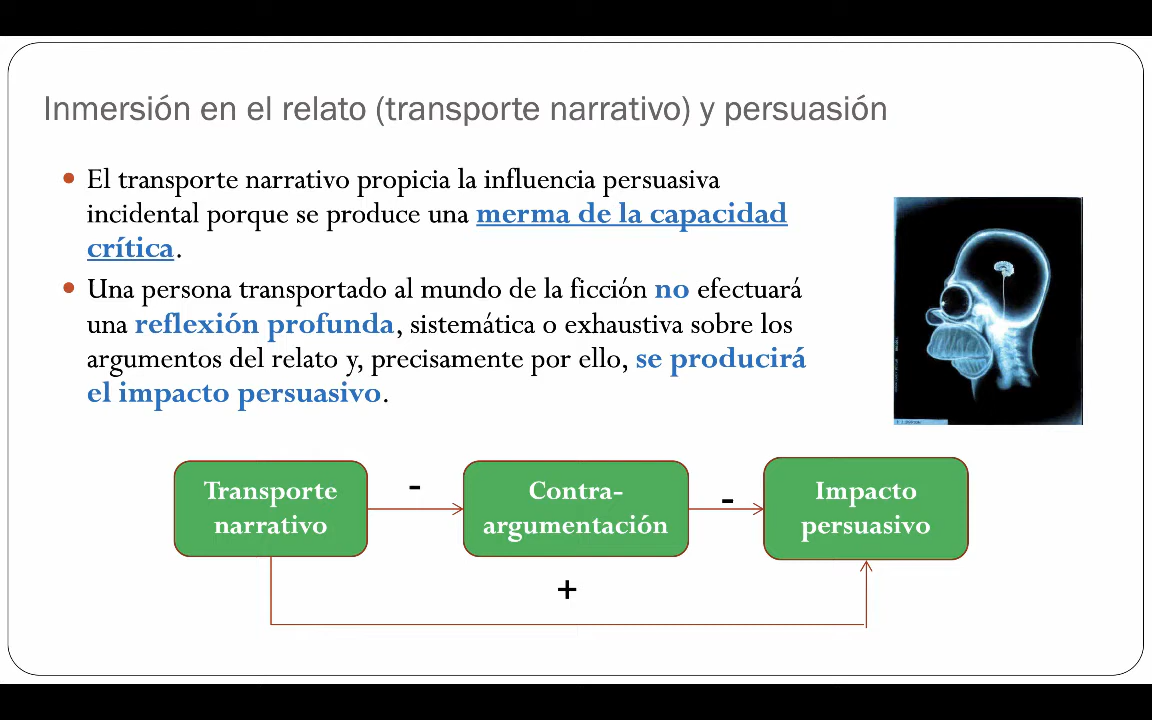 Inmersión en el relato (transporte narrativo) y persuasión
• El transporte narrativo propicia la influencia persuasiva
incidental porque se produce una merma de la capacidad
crítica.
• Una persona transportado al mundo de la ficción no efectuará
una reflexión profunda, sistemática o exhaustiva sobre los
argumentos del relato y, precisamente por ello, se producirá
el impacto persuasivo.
Transporte
narrativo
-
Contra-
argumentación
-
Impacto
persuasivo
+